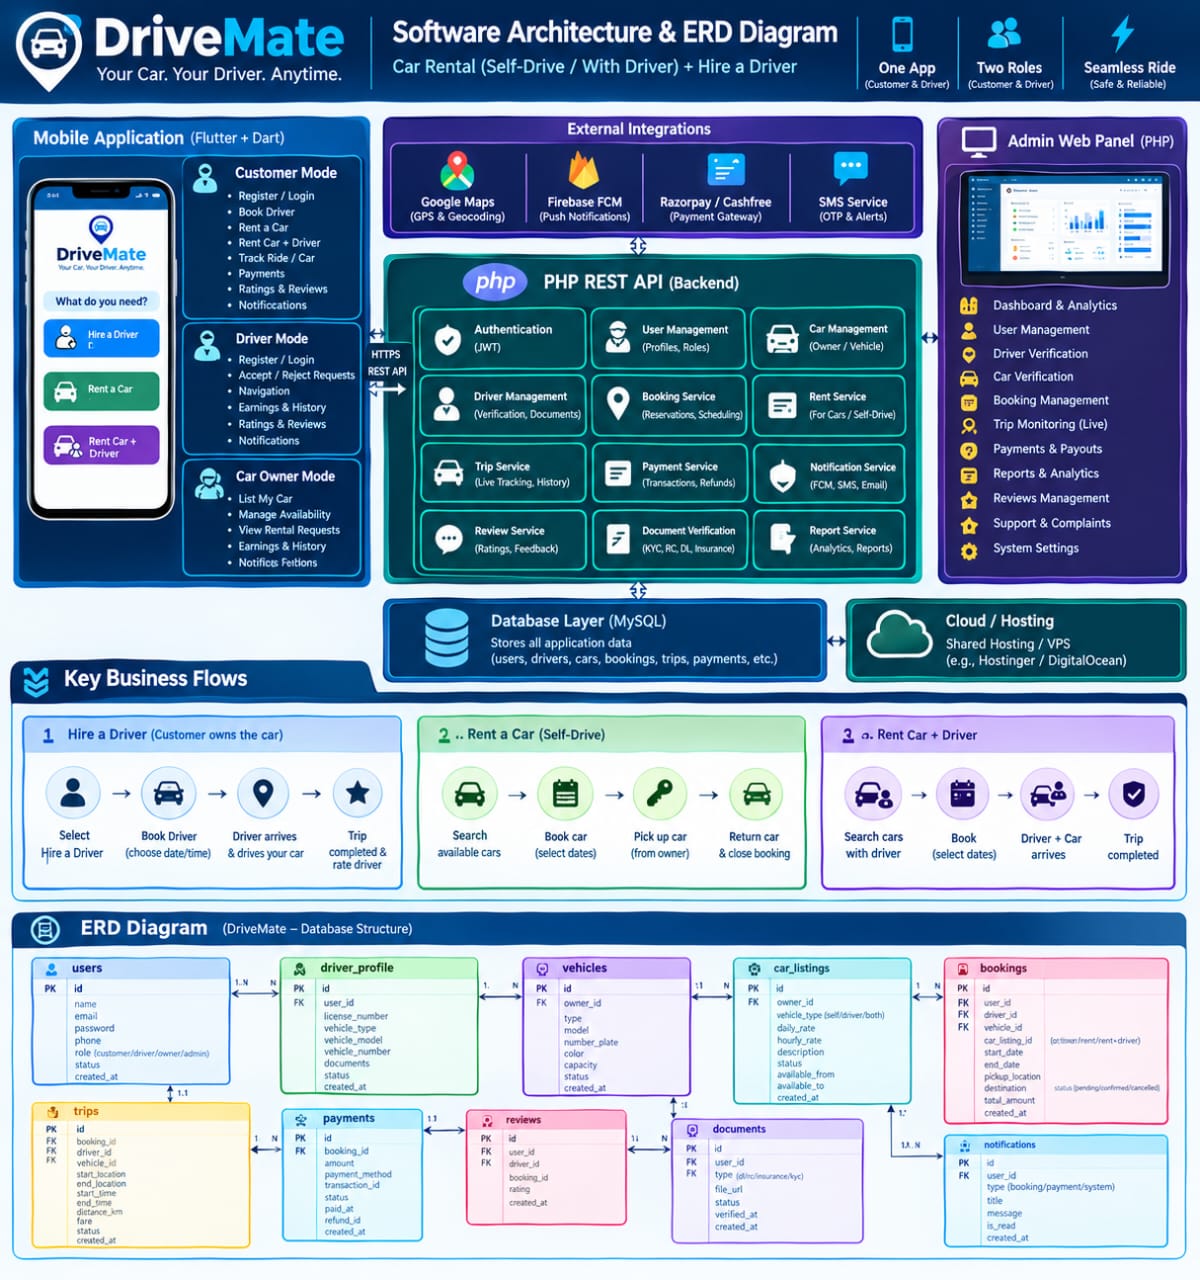 DriveMate
Your Car. Your Driver. Anytime.
Software Architecture & ERD Diagram
Car Rental (Self-Drive / With Driver) + Hire a Driver
One App
(Customer & Driver)
Two Roles
(Customer & Driver)
Seamless Ride
(Safe & Reliable)
Mobile Application (Flutter + Dart)
DriveMate
Your Car. Your Driver. Anytime.
What do you need?
Hire a Driver
Rent a Car
Rent Car +
Driver
Customer Mode
• Register / Login
• Book Driver
• Rent a Car
• Rent Car + Driver
• Track Ride / Car
• Payments
• Ratings & Reviews
• Notifications
Driver Mode
• Register / Login
• Accept / Reject Requests
• Navigation
• Earnings & History
• Ratings & Reviews
• Notifications
Car Owner Mode
• List My Car
• Manage Availability
• View Rental Requests
• Earnings & History
HTTPS
REST API
External Integrations
Google Maps
(GPS & Geocoding)
Firebase FCM
(Push Notifications)
Razorpay / Cashfree
(Payment Gateway)
SMS Service
(OTP & Alerts)
php
PHP REST API (Backend)
Authentication
(JWT)
User Management
(Profiles, Roles)
Car Management
(Owner / Vehicle)
Driver Management
(Verification, Documents)
Booking Service
(Reservations, Scheduling)
Rent Service
(For Cars / Self-Drive)
Trip Service
(Live Tracking, History)
Payment Service
(Transactions, Refunds)
Notification Service
(FCM, SMS, Email)
Review Service
(Ratings, Feedback)
Document Verification
(KYC, RC, DL, Insurance)
Report Service
(Analytics, Reports)
Admin Web Panel (PHP)
Dashboard & Analytics
User Management
Driver Verification
Car Verification
Booking Management
Trip Monitoring (Live)
Payments & Payouts
Reports & Analytics
Reviews Management
Support & Complaints
System Settings
Database Layer (MySQL)
Stores all application data
(users, drivers, cars, bookings, trips, payments, etc.)
Cloud / Hosting
Shared Hosting / VPS
(e.g., Hostinger / DigitalOcean)
Key Business Flows
1 Hire a Driver (Customer owns the car)
Select
Hire a Driver
Book Driver
(choose date/time)
Driver arrives
& drives your car
Trip
completed &
rate driver
2 .. Rent a Car (Self-Drive)
Search
available cars
Book car
(select dates)
Pick up car
(from owner)
Return car
& close booking
3 Rent Car + Driver
Search cars
with driver
Book
(select dates)
Driver + Car
arrives
Trip
completed
ERD Diagram (DriveMate – Database Structure)
users
PK id
name
email
password
phone
role (customer/driver/owner/admin)
status
created_at
1..N N
driver_profile
PK id
FK user_id
license_number
vehicle_type
vehicle_model
vehicle_number
documents
status
created_at
1. N
vehicles
PK id
FK owner_id
type
model
number_plate
color
capacity
status
created_at
:1 N
car_listings
PK id
FK owner_id
vehicle_type (self/driver/both)
daily_rate
hourfly_rate
description
status
available_from
available_to
created_at
1 N
bookings
PK id
FK user_id
FK driver_id
FK vehicle_id
car_listing_id
start_date
end_date
pickup_location
destination status (pending/confirmed/cancelled)
total_amount
created_at
1.1
trips
PK id
FK booking_id
FK driver_id
FK vehicle_id
start_location
end_location
start_time
end_time
distance_km
fare
status
created_at
1 N
payments
PK id
FK booking_id
amount
payment_method
transaction_id
status
paid_at
refund_id
created_at
1.1
reviews
PK id
FK user_id
FK driver_id
booking_id
rating
created_at
N
documents
PK id
FK user_id
FK type (dl/rc/insurance/kyc)
file_url
status
verified_at
created_at
notifications
PK id
FK user_id
type (booking/payment/system)
title
message
is_read
created_at